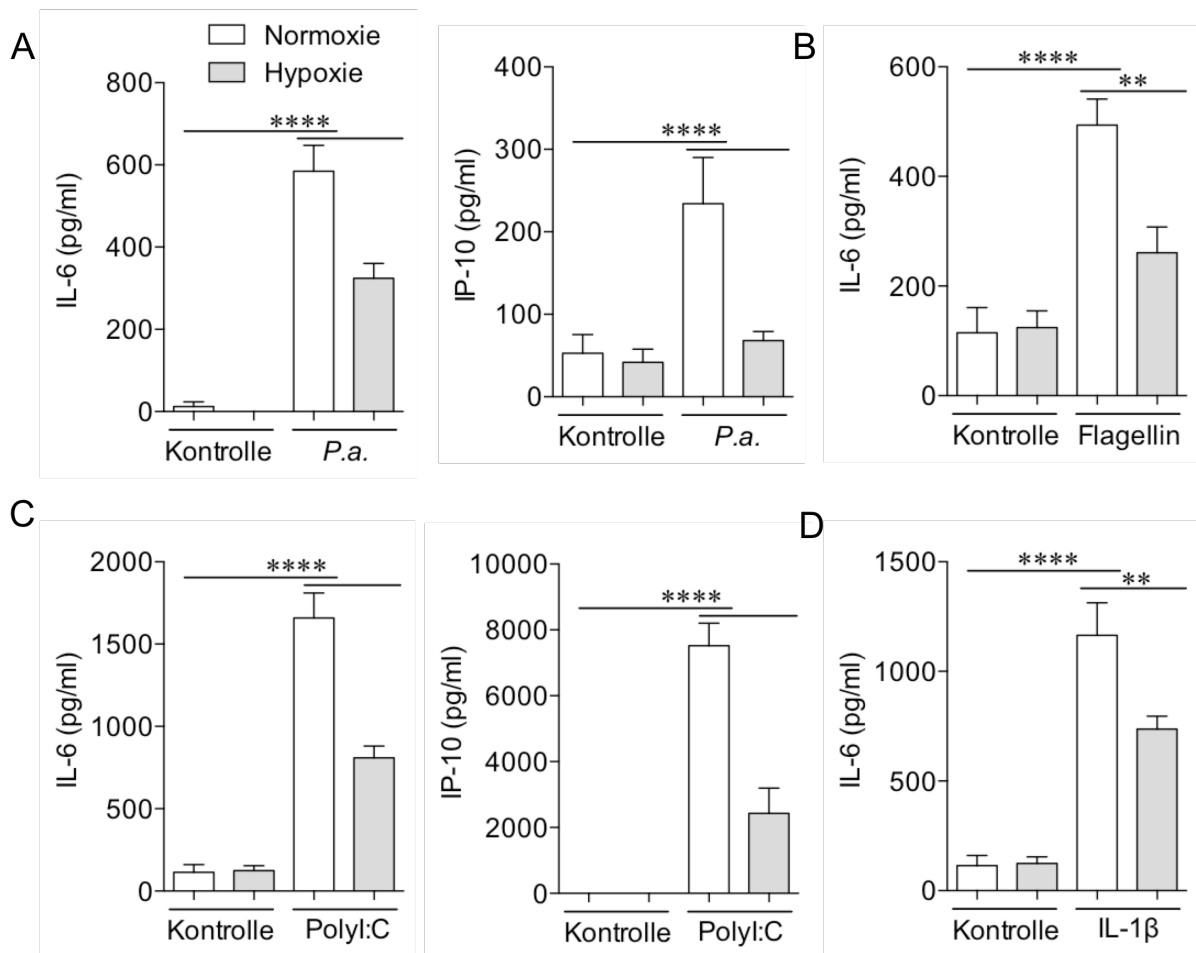 A
Normoxie
Hypoxie
IL-6 (pg/ml)
800
600
400
200
0
****
Kontrolle P.a.
IP-10 (pg/ml)
400
300
200
100
0
****
Kontrolle P.a.
B
IL-6 (pg/ml)
600
400
200
0
****
**
Kontrolle Flagellin
C
IL-6 (pg/ml)
2000
1500
1000
500
0
****
Kontrolle PolyI:C
IP-10 (pg/ml)
10000
8000
6000
4000
2000
0
****
Kontrolle PolyI:C
D
IL-6 (pg/ml)
1500
1000
500
0
****
**
Kontrolle IL-1β